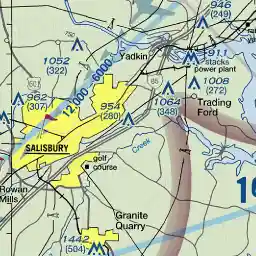 946
(249)
Yadkin
911
stacks
power plant
1052
(322)
12,000 - 6000
65
1008
(272)
962
(307)
954
(280)
1064
(348)
Trading
Ford
Creek
SALISBURY
golf
course
Rowan
Mills
Granite
Quarry
1442
(504)